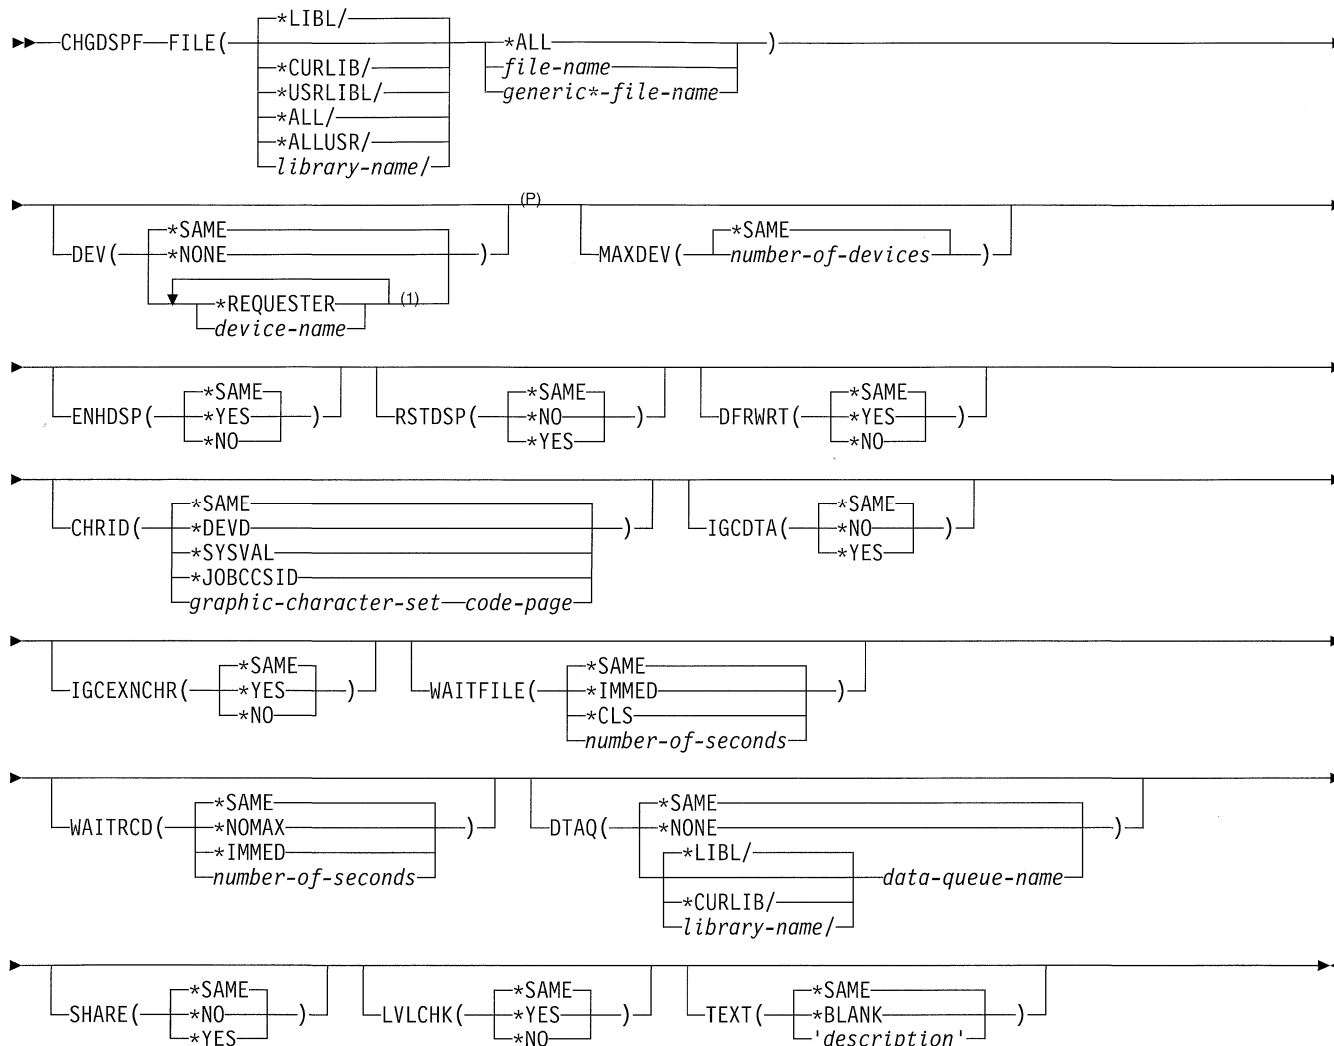 *LIBL/
CHGDSPF FILE( *ALL )
*CURLIB/ file-name
*USRLIBL/ generic*-file-name
*ALL/
*ALLUSR/
library-name/
(P)
*SAME *SAME
DEV( *NONE ) MAXDEV( number-of-devices )
*REQUESTER (1)
device-name
*SAME *SAME *SAME
ENHDSP( *YES ) RSTDSP( *NO ) DFRWRT( *YES )
*NO *YES *NO
*SAME *SAME
CHRID( *DEVD ) IGCDTA( *NO )
*SYSVAL *YES
*JOBCCSID
graphic-character-set code-page
*SAME *SAME
IGCEXNCHR( *YES ) WAITFILE( *IMMED )
*NO *CLS
number-of-seconds
*SAME *SAME
WAITRCD( *NOMAX ) DTAQ( *NONE )
*IMMED *LIBL/
number-of-seconds data-queue-name
*CURLIB/
library-name/
*SAME *SAME *SAME
SHARE( *NO ) LVLCHK( *YES ) TEXT( *BLANK )
*YES *NO 'description'